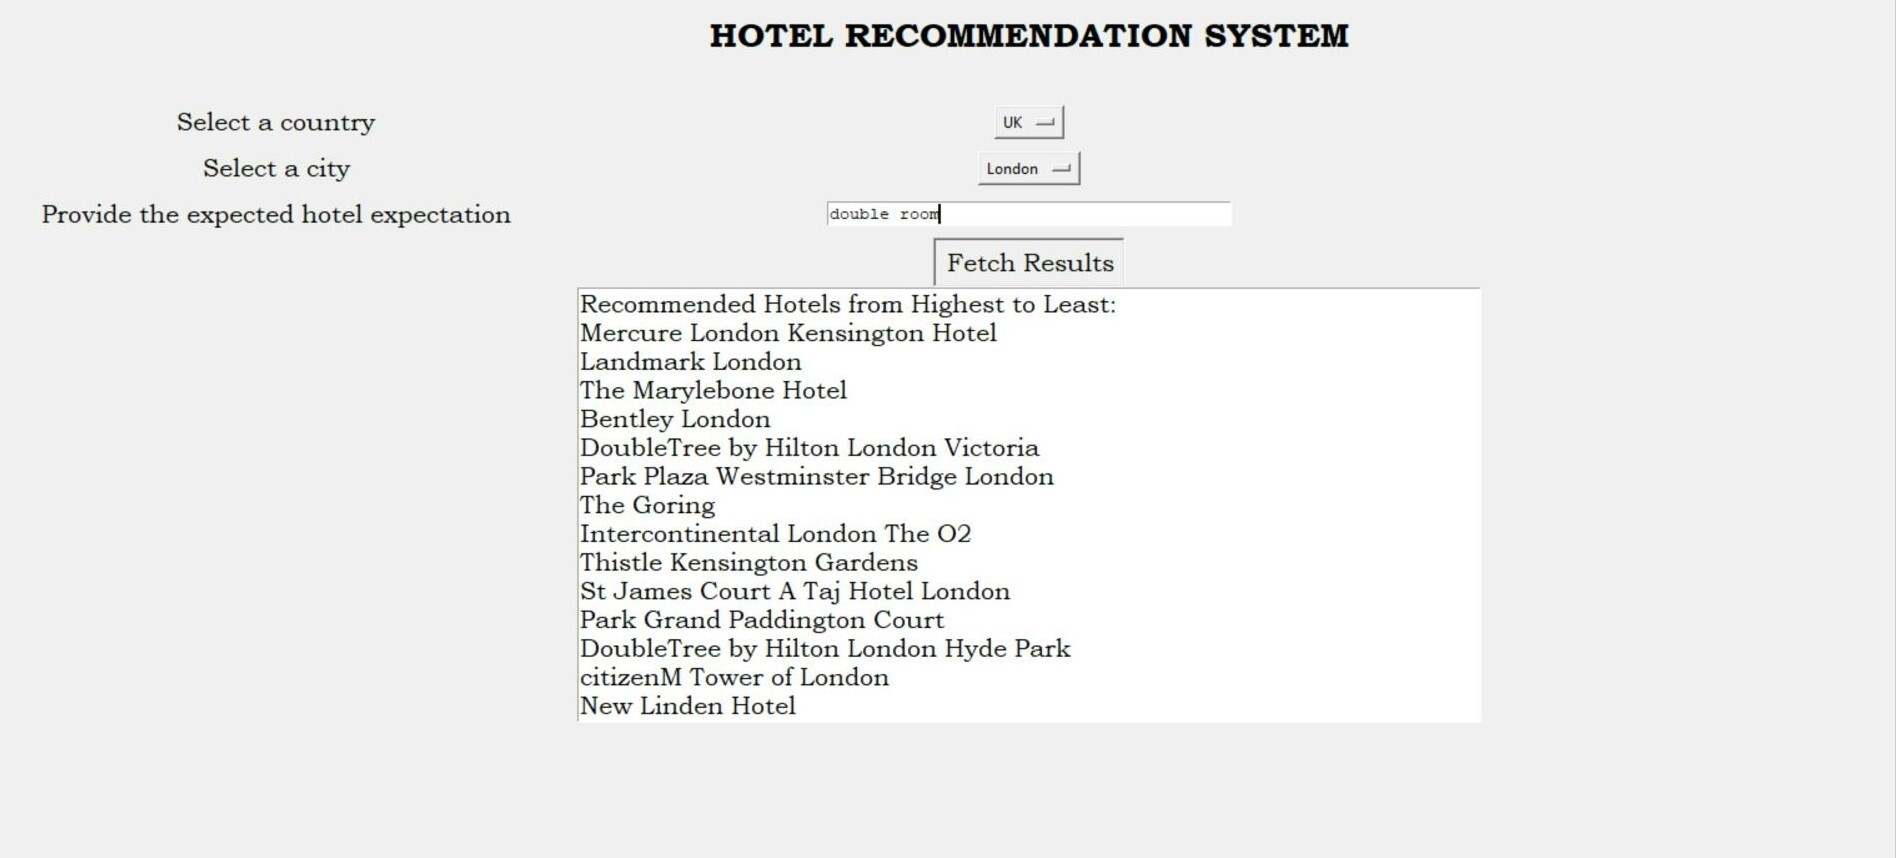 HOTEL RECOMMENDATION SYSTEM
Select a country
UK
Select a city
London
Provide the expected hotel expectation
double room
Fetch Results
Recommended Hotels from Highest to Least:
Mercure London Kensington Hotel
Landmark London
The Marylebone Hotel
Bentley London
DoubleTree by Hilton London Victoria
Park Plaza Westminster Bridge London
The Goring
Intercontinental London The O2
Thistle Kensington Gardens
St James Court A Taj Hotel London
Park Grand Paddington Court
DoubleTree by Hilton London Hyde Park
citizenM Tower of London
New Linden Hotel